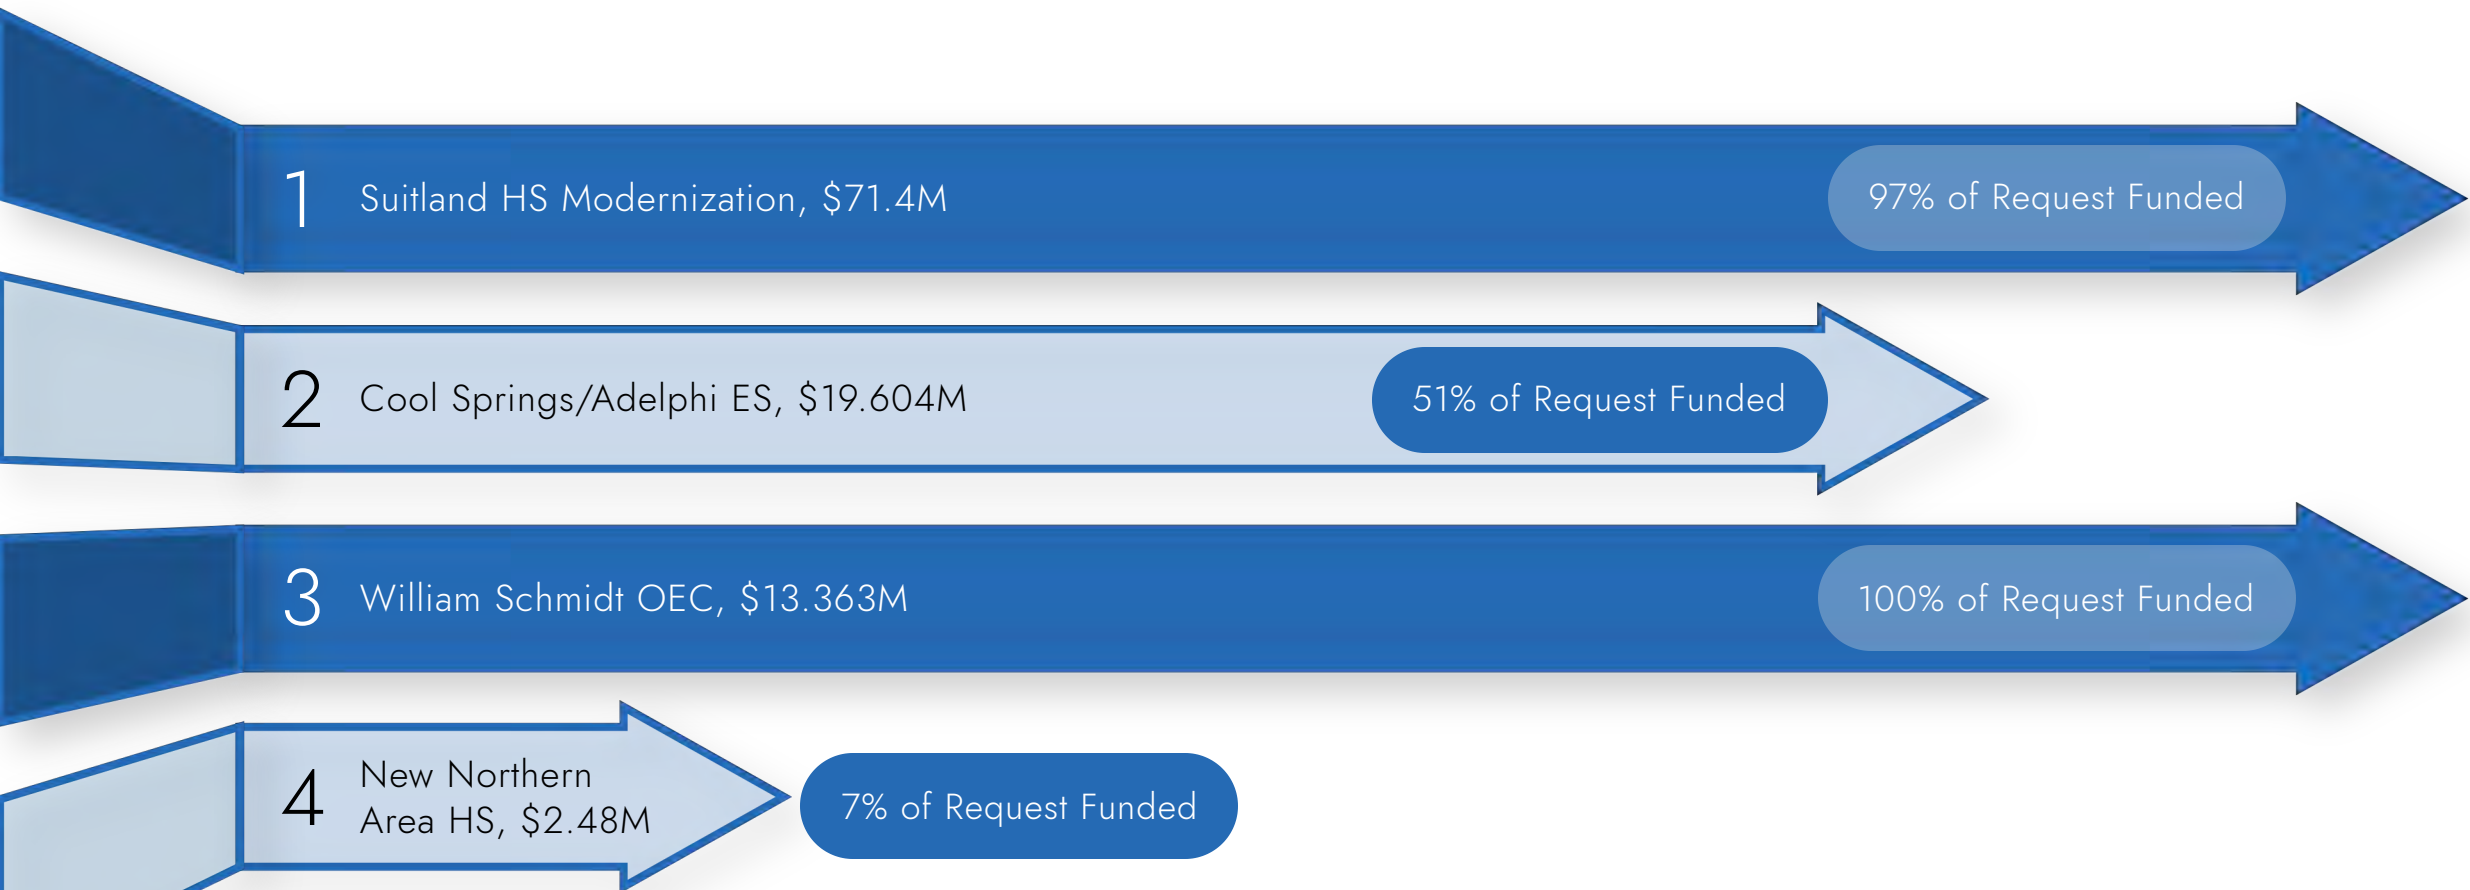 1 Suitland HS Modernization, $71.4M 97% of Request Funded
2 Cool Springs/Adelphi ES, $19.604M 51% of Request Funded
3 William Schmidt OEC, $13.363M 100% of Request Funded
4 New Northern
Area HS, $2.48M
7% of Request Funded